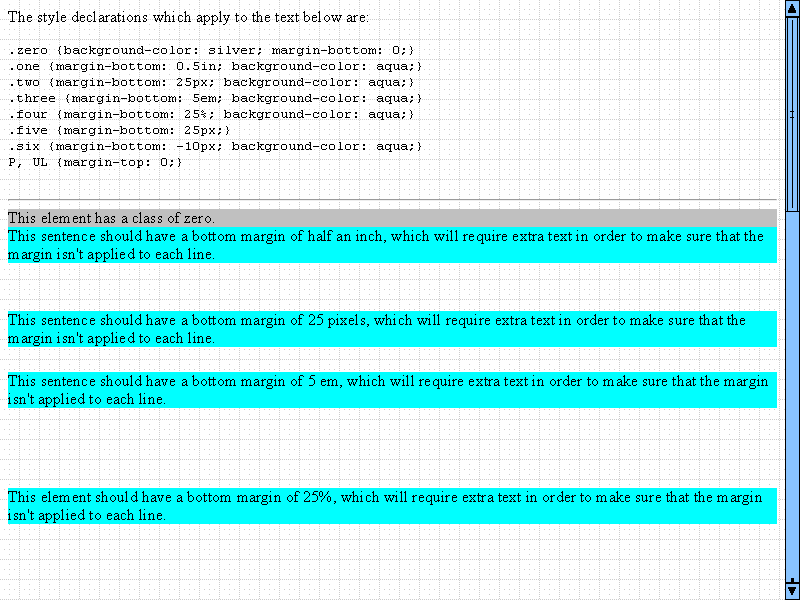 The style declarations which apply to the text below are:
.zero {background-color: silver; margin-bottom: 0;}
.one {margin-bottom: 0.5in; background-color: aqua;}
.two {margin-bottom: 25px; background-color: aqua;}
.three {margin-bottom: 5em; background-color: aqua;}
.four {margin-bottom: 25%; background-color: aqua;}
.five {margin-bottom: 25px;}
.six {margin-bottom: -10px; background-color: aqua;}
P, UL {margin-top: 0;}
This element has a class of zero.
This sentence should have a bottom margin of half an inch, which will require extra text in order to make sure that the
margin isn't applied to each line.
This sentence should have a bottom margin of 25 pixels, which will require extra text in order to make sure that the
margin isn't applied to each line.
This sentence should have a bottom margin of 5 em, which will require extra text in order to make sure that the margin
isn't applied to each line.
This element should have a bottom margin of 25%, which will require extra text in order to make sure that the margin
isn't applied to each line.